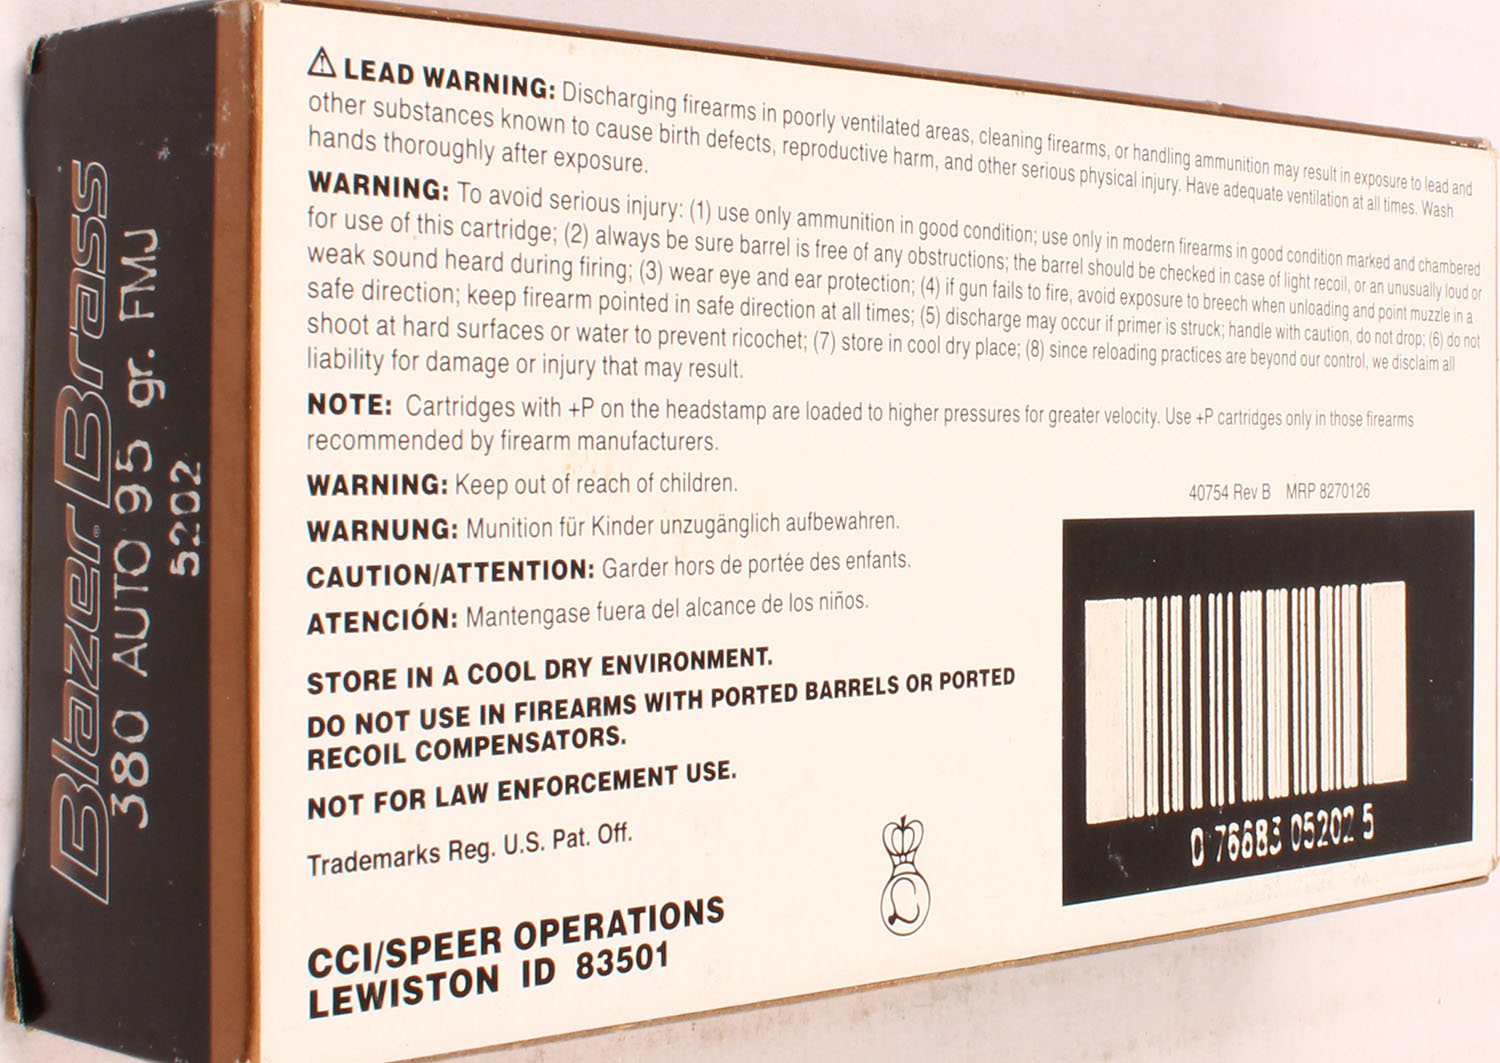 Blazer® Brass
380 AUTO 95 gr. FMJ
5202
⚠ LEAD WARNING: Discharging firearms in poorly ventilated areas, cleaning firearms, or handling ammunition may result in exposure to lead and
other substances known to cause birth defects, reproductive harm, and other serious physical injury. Have adequate ventilation at all times. Wash
hands thoroughly after exposure.
WARNING: To avoid serious injury: (1) use only ammunition in good condition; use only in modern firearms in good condition marked and chambered
for use of this cartridge; (2) always be sure barrel is free of any obstructions; the barrel should be checked in case of light recoil, or an unusually loud or
weak sound heard during firing; (3) wear eye and ear protection; (4) if gun fails to fire, avoid exposure to breech when unloading and point muzzle in a
safe direction; keep firearm pointed in safe direction at all times; (5) discharge may occur if primer is struck; handle with caution, do not drop; (6) do not
shoot at hard surfaces or water to prevent ricochet; (7) store in cool dry place; (8) since reloading practices are beyond our control, we disclaim all
liability for damage or injury that may result.
NOTE: Cartridges with +P on the headstamp are loaded to higher pressures for greater velocity. Use +P cartridges only in those firearms
recommended by firearm manufacturers.
WARNING: Keep out of reach of children.
40754 Rev B MRP 8270126
WARNUNG: Munition für Kinder unzugänglich aufbewahren.
CAUTION/ATTENTION: Garder hors de portée des enfants.
ATENCIÓN: Mantengase fuera del alcance de los niños.
STORE IN A COOL DRY ENVIRONMENT.
DO NOT USE IN FIREARMS WITH PORTED BARRELS OR PORTED
RECOIL COMPENSATORS.
NOT FOR LAW ENFORCEMENT USE.
Trademarks Reg. U.S. Pat. Off.
0 76683 05202 5
L
CCI/SPEER OPERATIONS
LEWISTON ID 83501